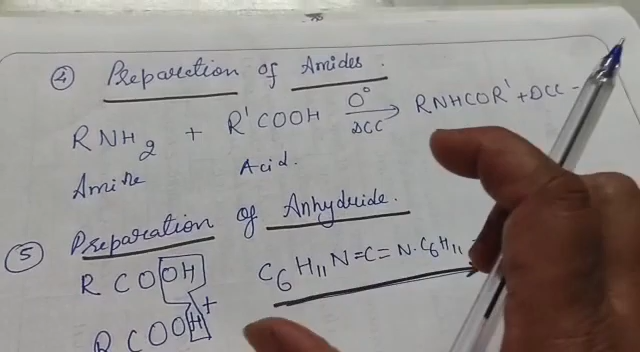 ④ Preparation of Amides.
RNH2 + R'COOH 0° DCC → RNHCOR' + DCC -
Amine Acid.
⑤ Preparation of Anhydride.
RCOOH C6H11N=C=N·C6H11
+
RCOOH